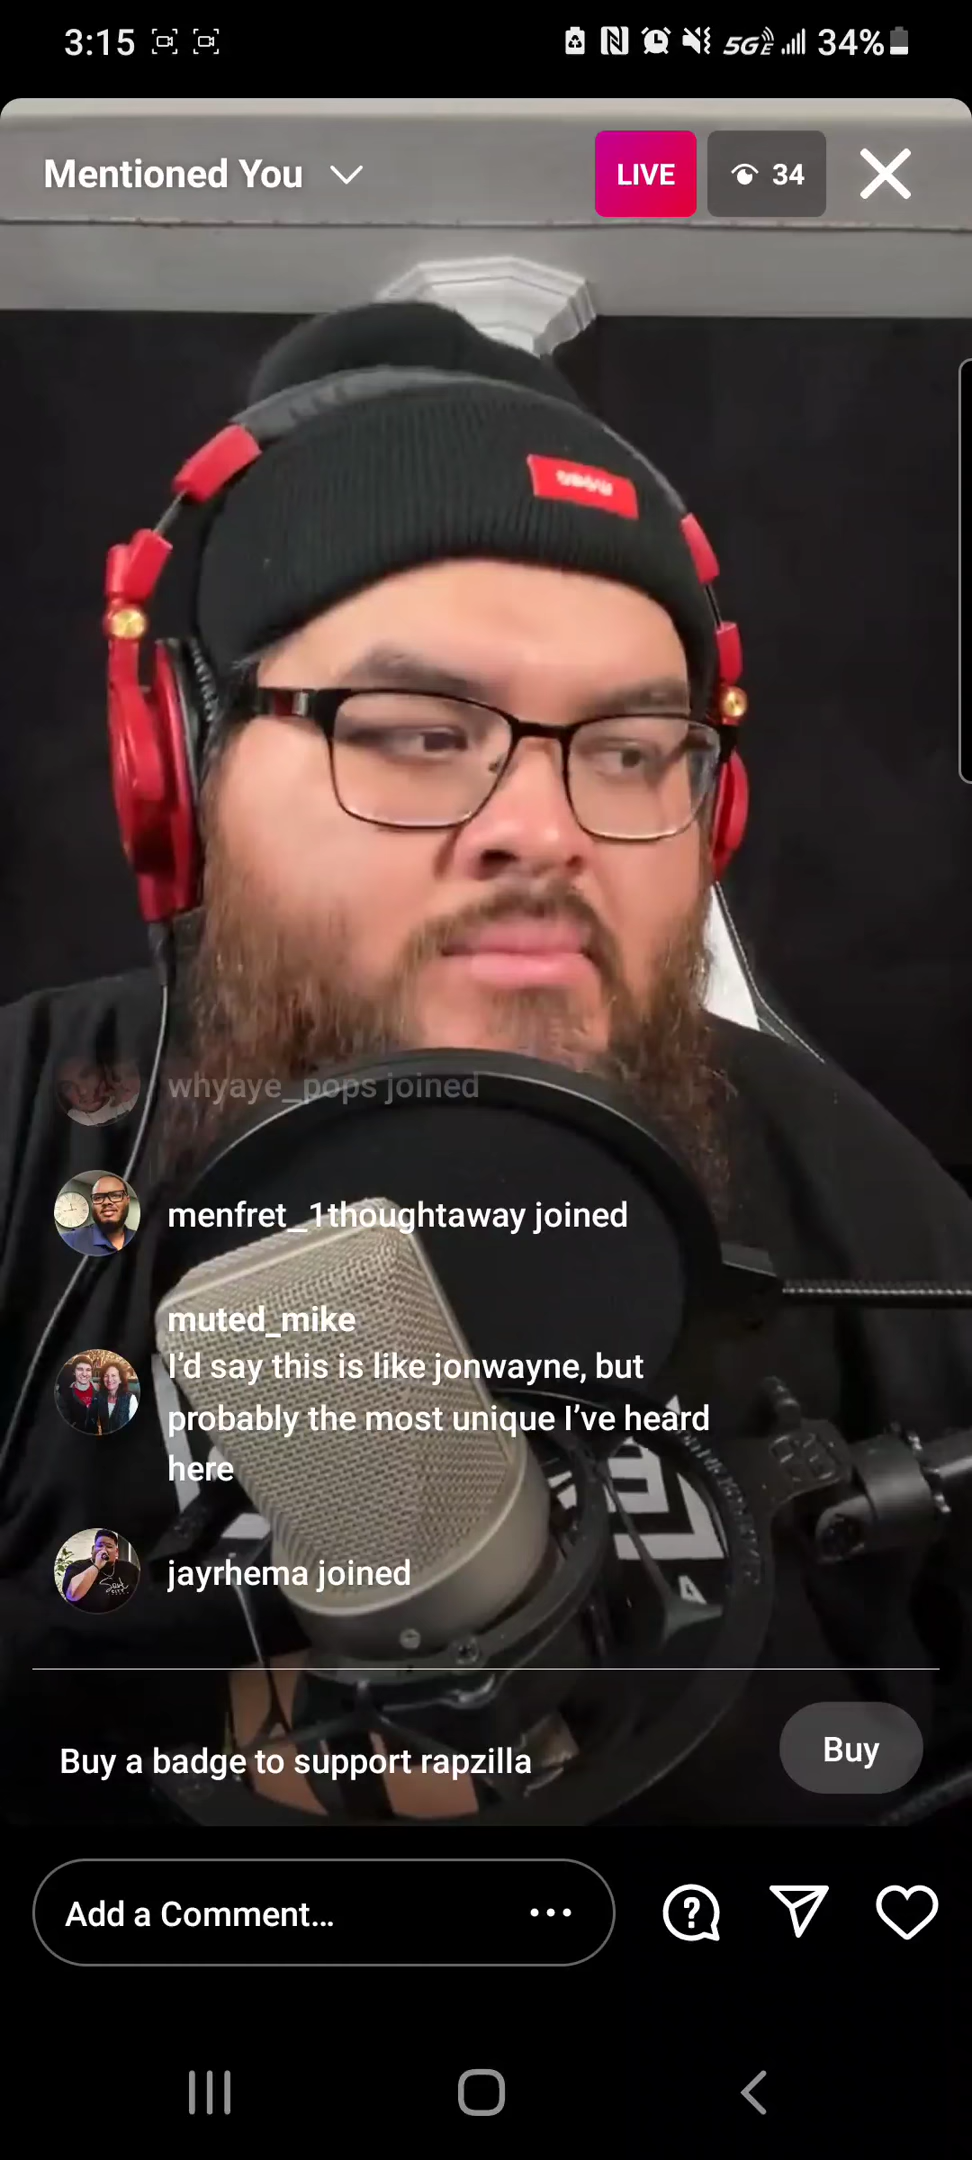 3:15
5GE 34%
Mentioned You
LIVE
34
whyaye_pops joined
menfret_1thoughtaway joined
muted_mike
I'd say this is like jonwayne, but
probably the most unique I've heard
here
jayrhema joined
Buy a badge to support rapzilla
Buy
Add a Comment...